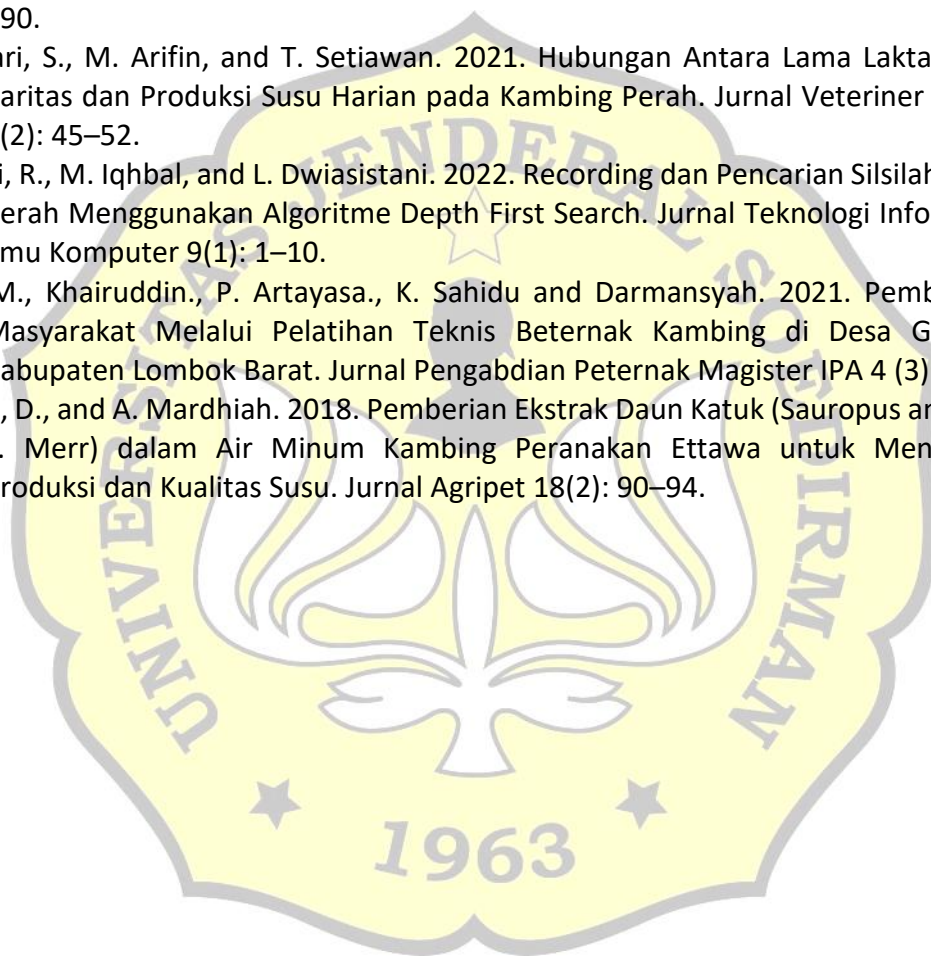 90.
ari, S., M. Arifin, and T. Setiawan. 2021. Hubungan Antara Lama Lakta
aritas dan Produksi Susu Harian pada Kambing Perah. Jurnal Veteriner
(2): 45–52.
i, R., M. Iqhbal, and L. Dwiasistani. 2022. Recording dan Pencarian Silsilah
erah Menggunakan Algoritme Depth First Search. Jurnal Teknologi Info
mu Komputer 9(1): 1–10.
M., Khairuddin., P. Artayasa., K. Sahidu and Darmansyah. 2021. Pemb
Masyarakat Melalui Pelatihan Teknis Beternak Kambing di Desa G
abupaten Lombok Barat. Jurnal Pengabdian Peternak Magister IPA 4 (3)
., D., and A. Mardhiah. 2018. Pemberian Ekstrak Daun Katuk (Sauropus an
. Merr) dalam Air Minum Kambing Peranakan Ettawa untuk Men
roduksi dan Kualitas Susu. Jurnal Agripet 18(2): 90–94.
UNIVERSITAS JENDERAL SOEDIRMAN
1963